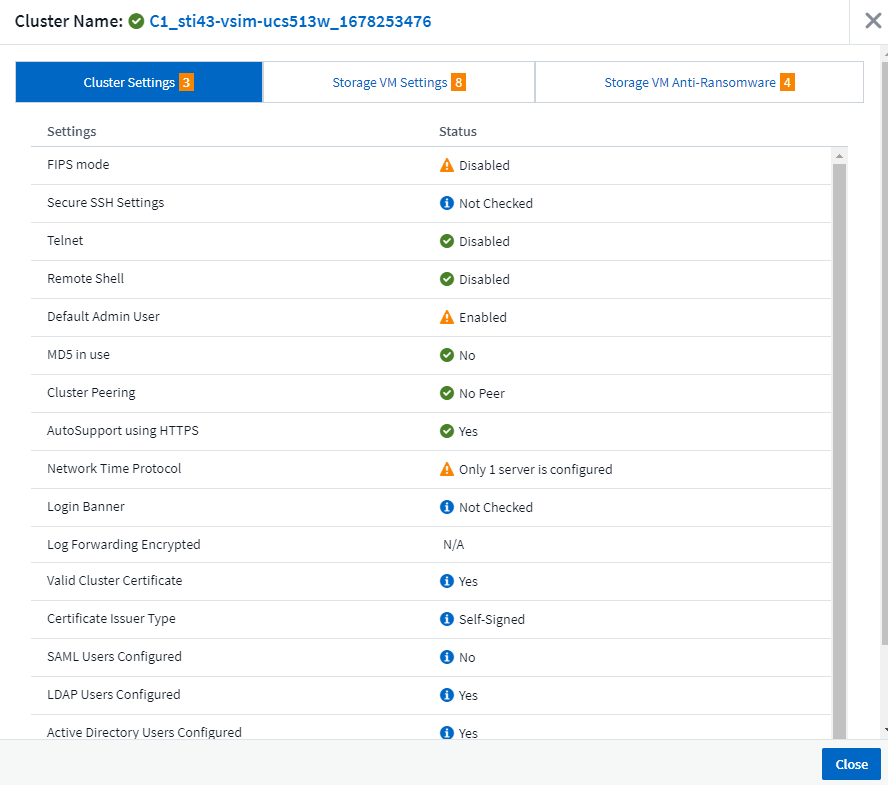 Cluster Name: C1_sti43-vsim-ucs513w_1678253476
Cluster Settings 3 Storage VM Settings 8 Storage VM Anti-Ransomware 4
Settings Status
FIPS mode Disabled
Secure SSH Settings Not Checked
Telnet Disabled
Remote Shell Disabled
Default Admin User Enabled
MD5 in use No
Cluster Peering No Peer
AutoSupport using HTTPS Yes
Network Time Protocol Only 1 server is configured
Login Banner Not Checked
Log Forwarding Encrypted N/A
Valid Cluster Certificate Yes
Certificate Issuer Type Self-Signed
SAML Users Configured No
LDAP Users Configured Yes
Active Directory Users Configured Yes
Close